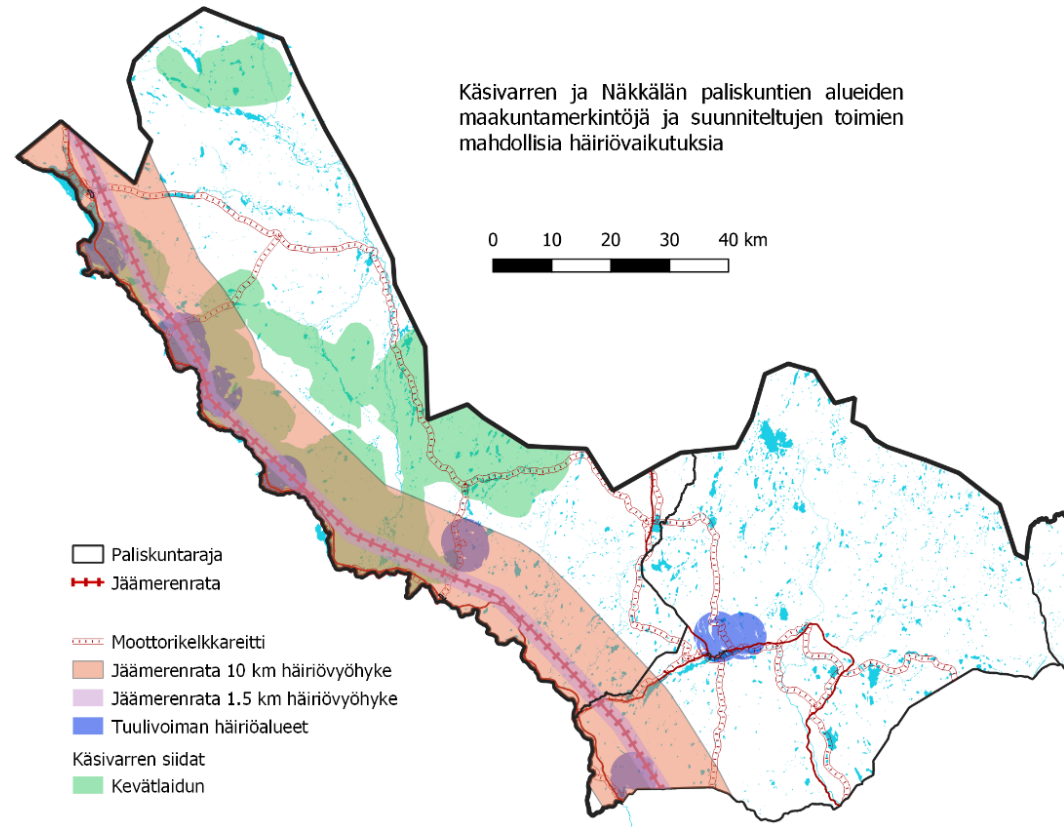 Käsivarren ja Näkkälän paliskuntien alueiden
maakuntamerkintöjä ja suunniteltujen toimien
mahdollisia häiriövaikutuksia
0 10 20 30 40 km
Paliskuntaraja
Jäämerenrata
Moottorikelkkareitti
Jäämerenrata 10 km häiriövyöhyke
Jäämerenrata 1.5 km häiriövyöhyke
Tuulivoiman häiriöalueet
Käsivarren siidat
Kevätlaidun